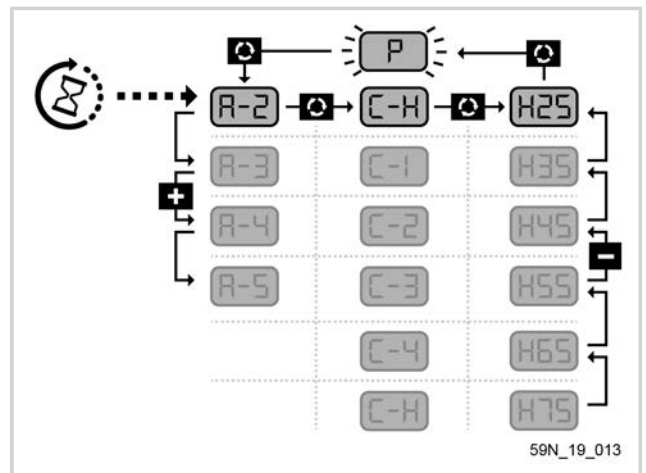 P
A-2 C-H H25
A-3 C-1 H35
+
A-4 C-2 H45
-
A-5 C-3 H55
C-4 H65
C-H H75
59N_19_013